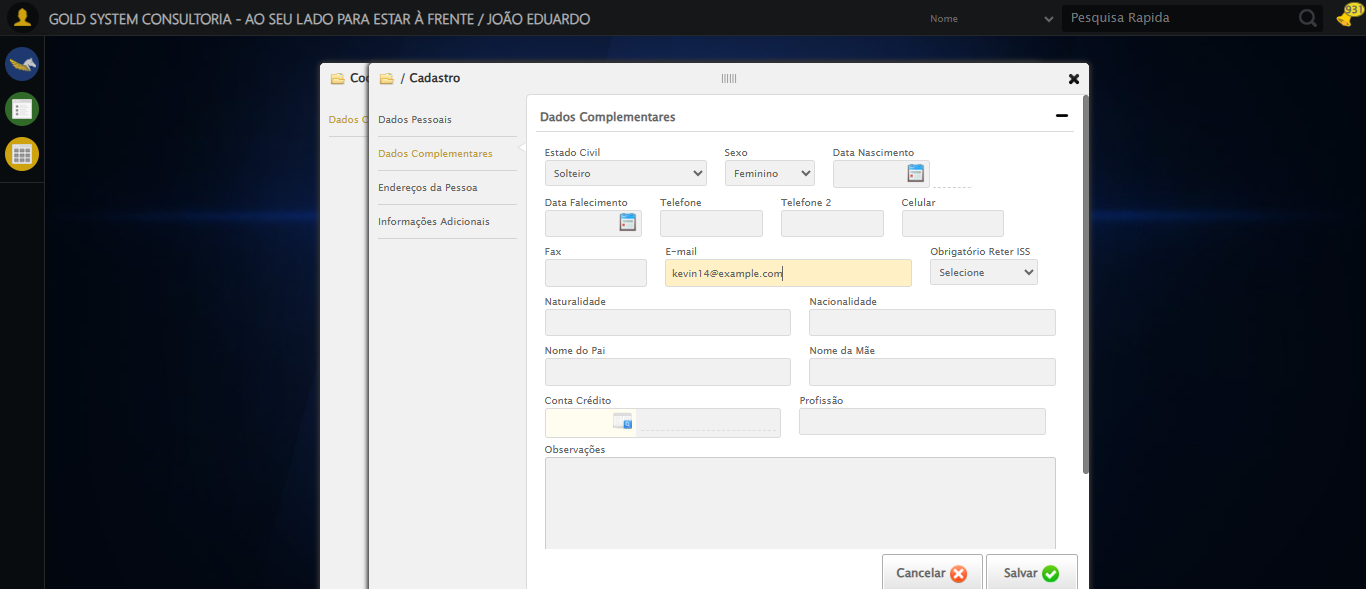 GOLD SYSTEM CONSULTORIA - AO SEU LADO PARA ESTAR À FRENTE / JOÃO EDUARDO
Nome
Pesquisa Rapida
931
/ Cadastro
Dados Pessoais
Dados Complementares
Endereços da Pessoa
Informações Adicionais
Dados Complementares
Estado Civil Sexo Data Nascimento
Solteiro Feminino
Data Falecimento Telefone Telefone 2 Celular
Fax E-mail Obrigatório Reter ISS
kevin14@example.com Selecione
Naturalidade Nacionalidade
Nome do Pai Nome da Mãe
Conta Crédito Profissão
Observações
Cancelar Salvar